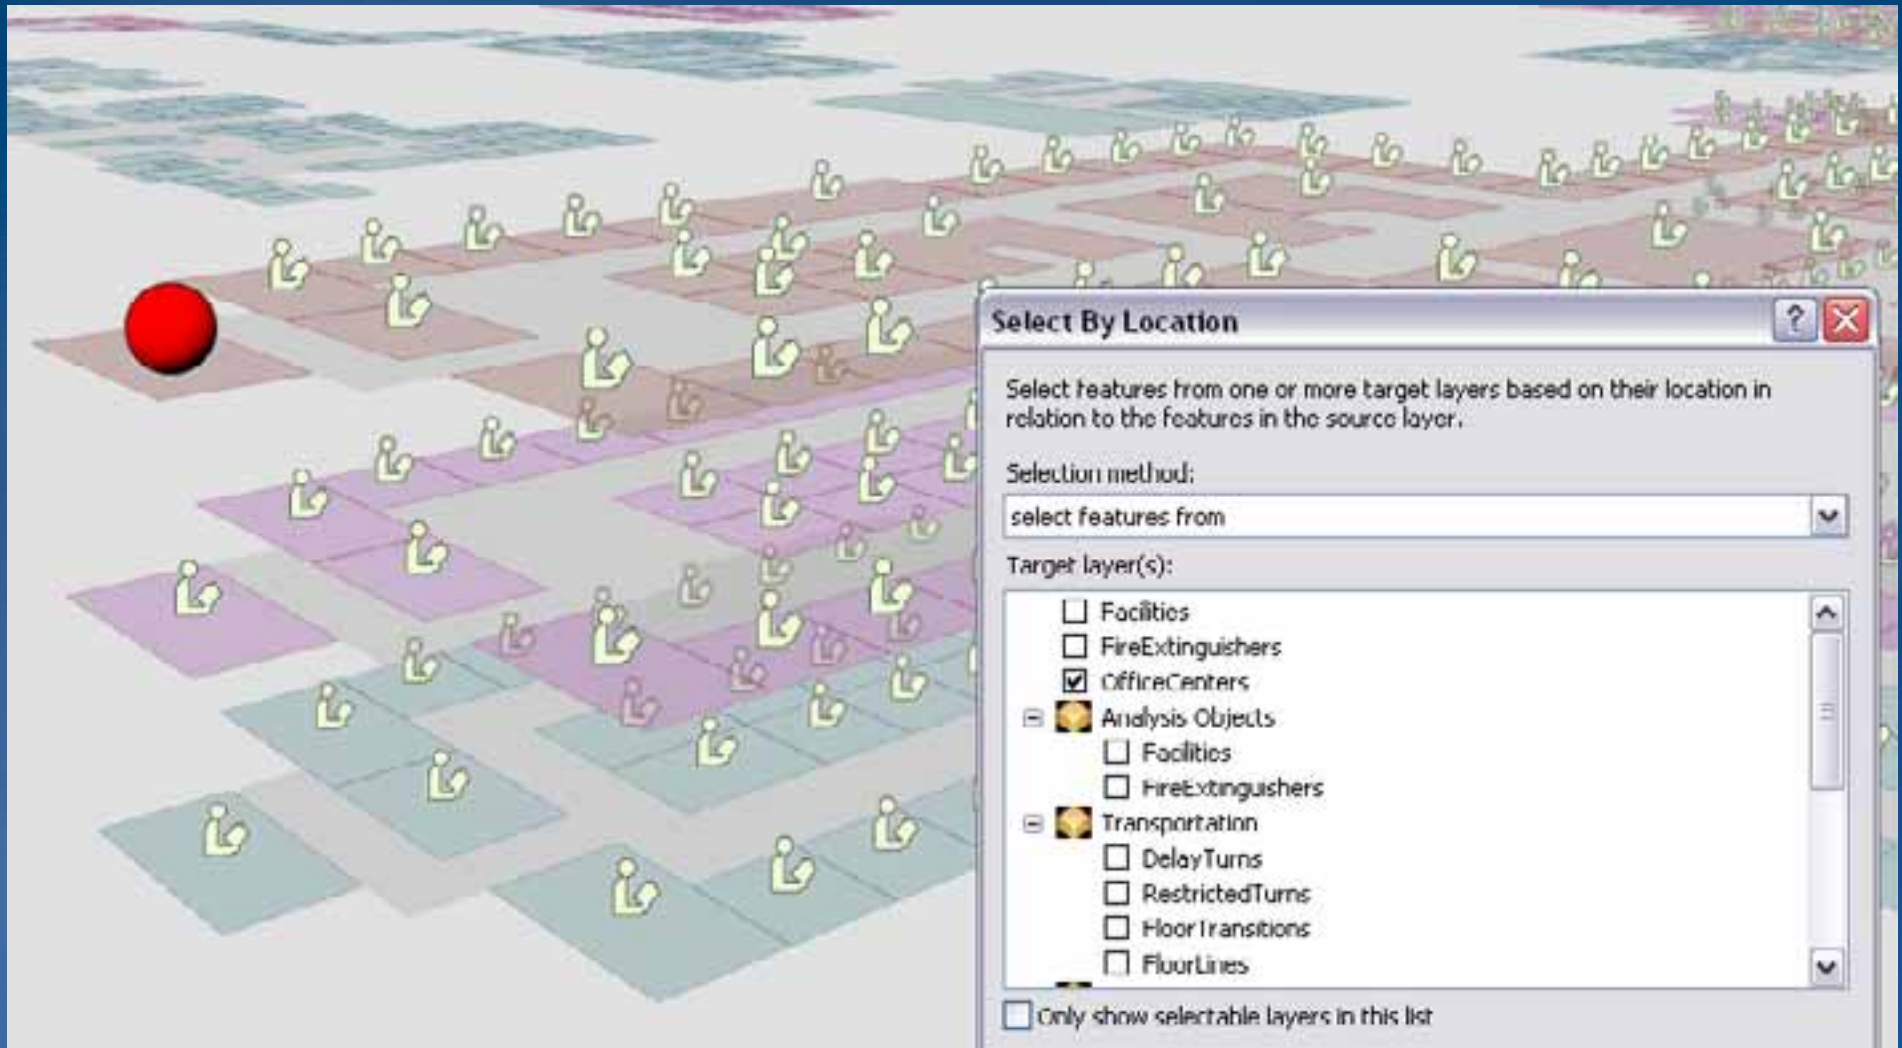 Select By Location
Select features from one or more target layers based on their location in
relation to the features in the source layer.
Selection method:
select features from
Target layer(s):
Facilities
FireExtinguishers
OfficeCenters
Analysis Objects
Facilities
FireExtinguishers
Transportation
DelayTurns
RestrictedTurns
FloorTransitions
FloorLines
Only show selectable layers in this list